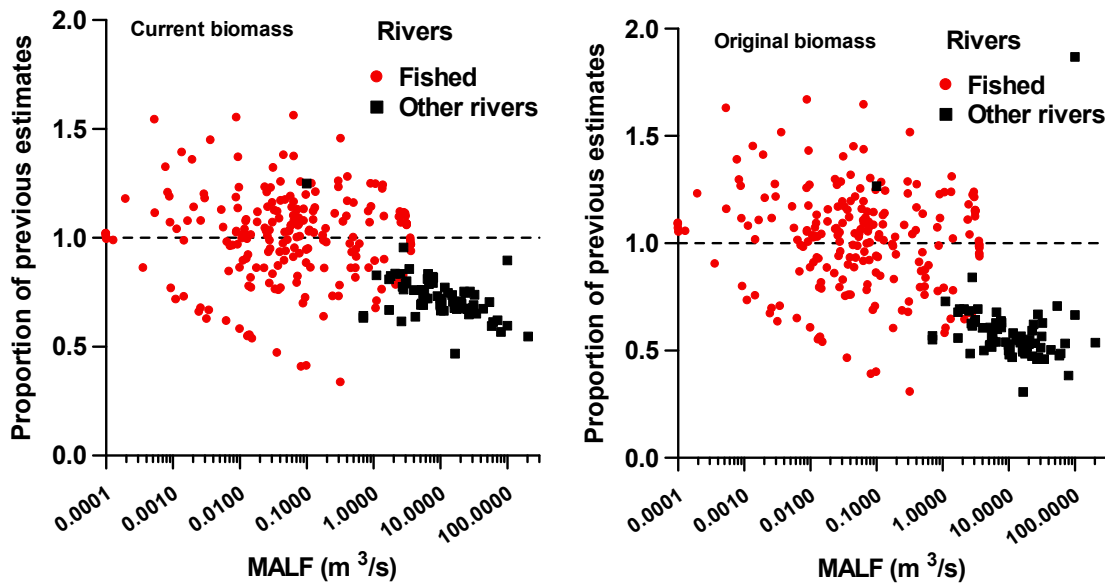 Current biomass
Rivers
Fished
Other rivers
Proportion of previous estimates
2.0
1.5
1.0
0.5
0.0
0.0001
0.0010
0.0100
0.1000
1.0000
10.0000
100.0000
MALF (m ³/s)
Original biomass
Rivers
Fished
Other rivers
Proportion of previous estimates
2.0
1.5
1.0
0.5
0.0
0.0001
0.0010
0.0100
0.1000
1.0000
10.0000
100.0000
MALF (m ³/s)